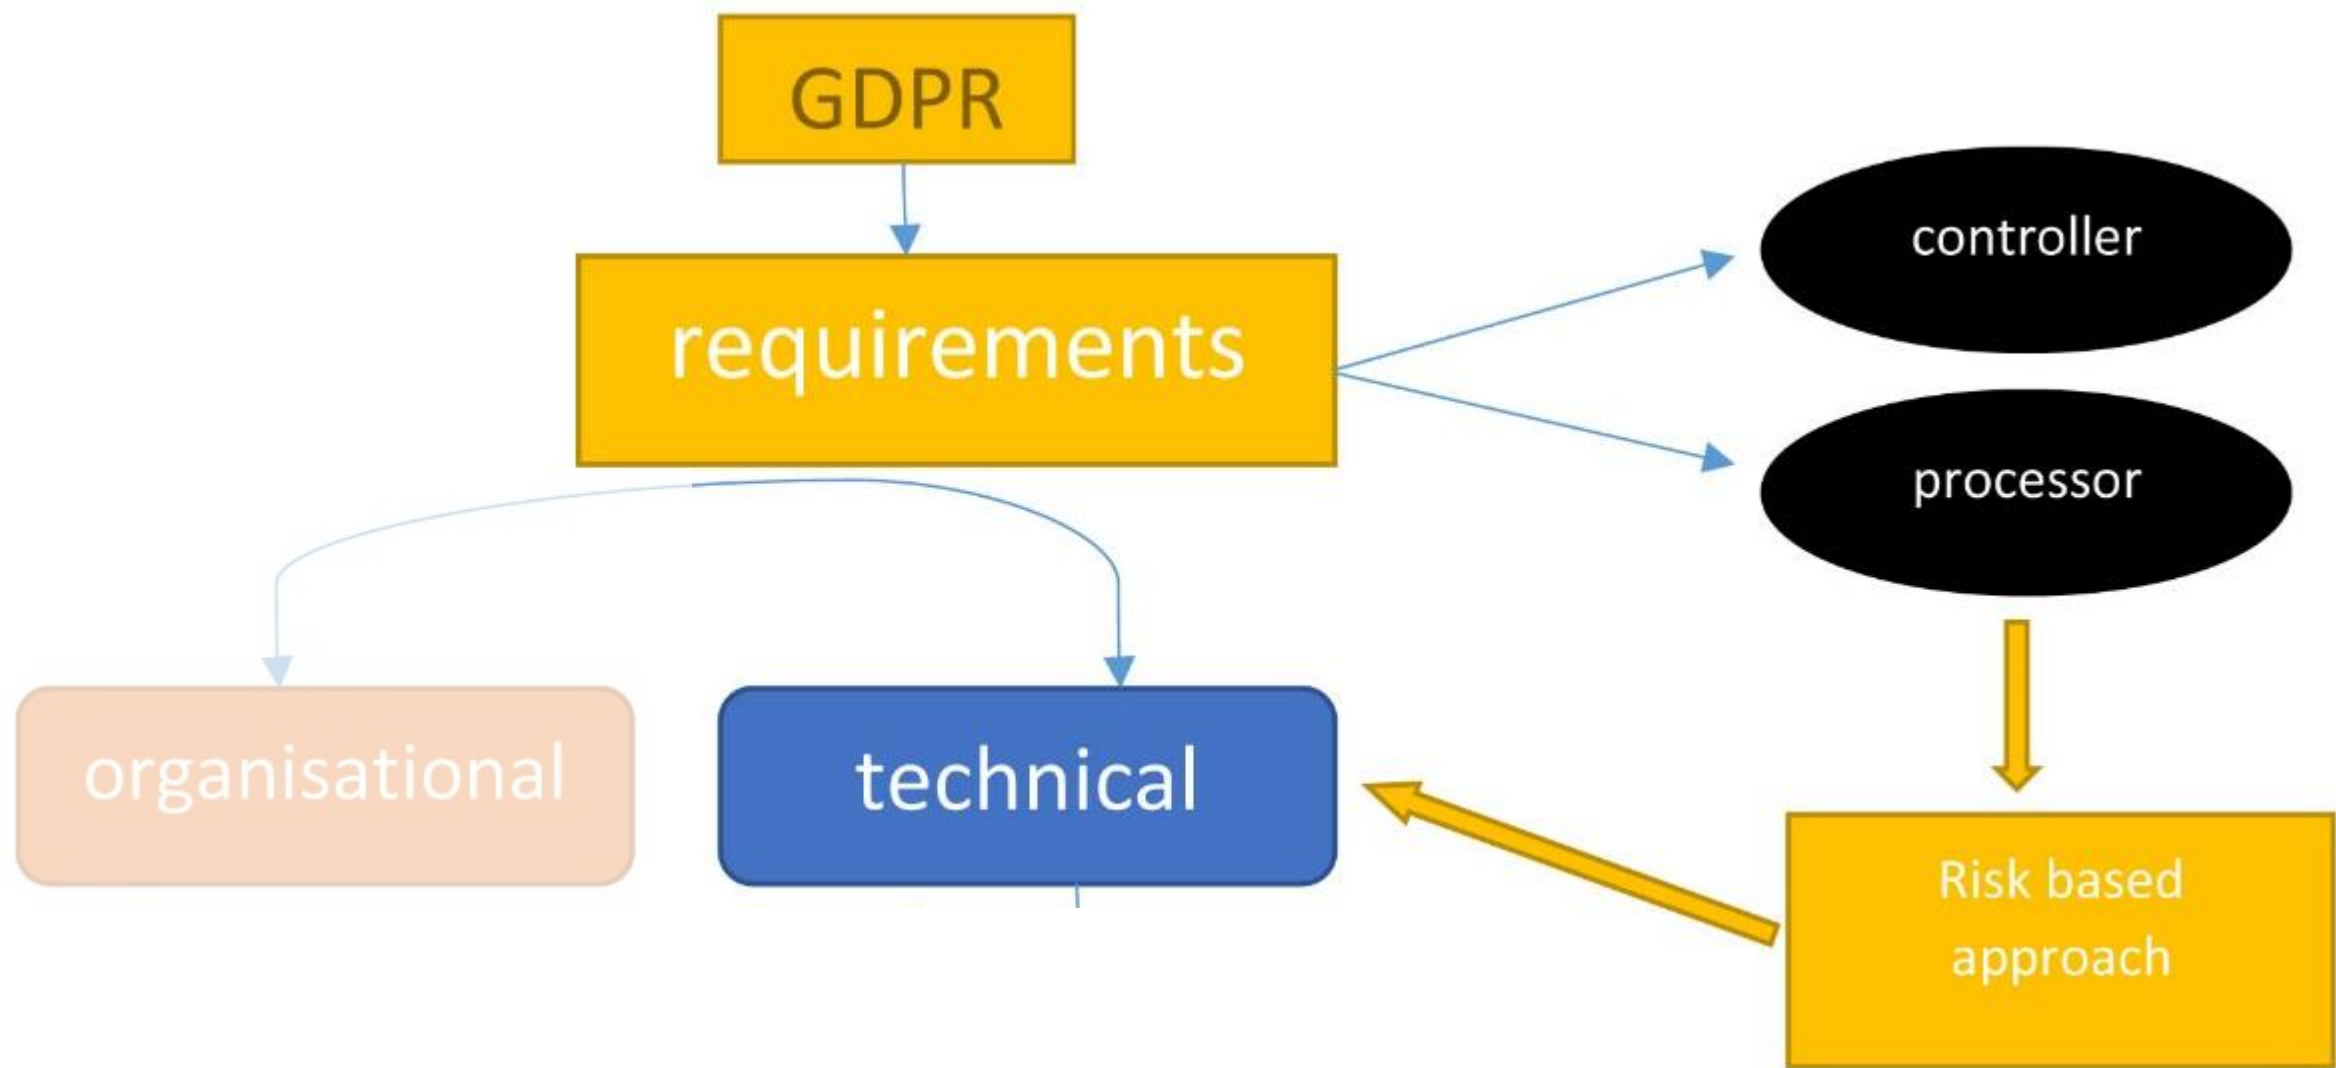 GDPR
requirements
controller
processor
organisational
technical
Risk based
approach